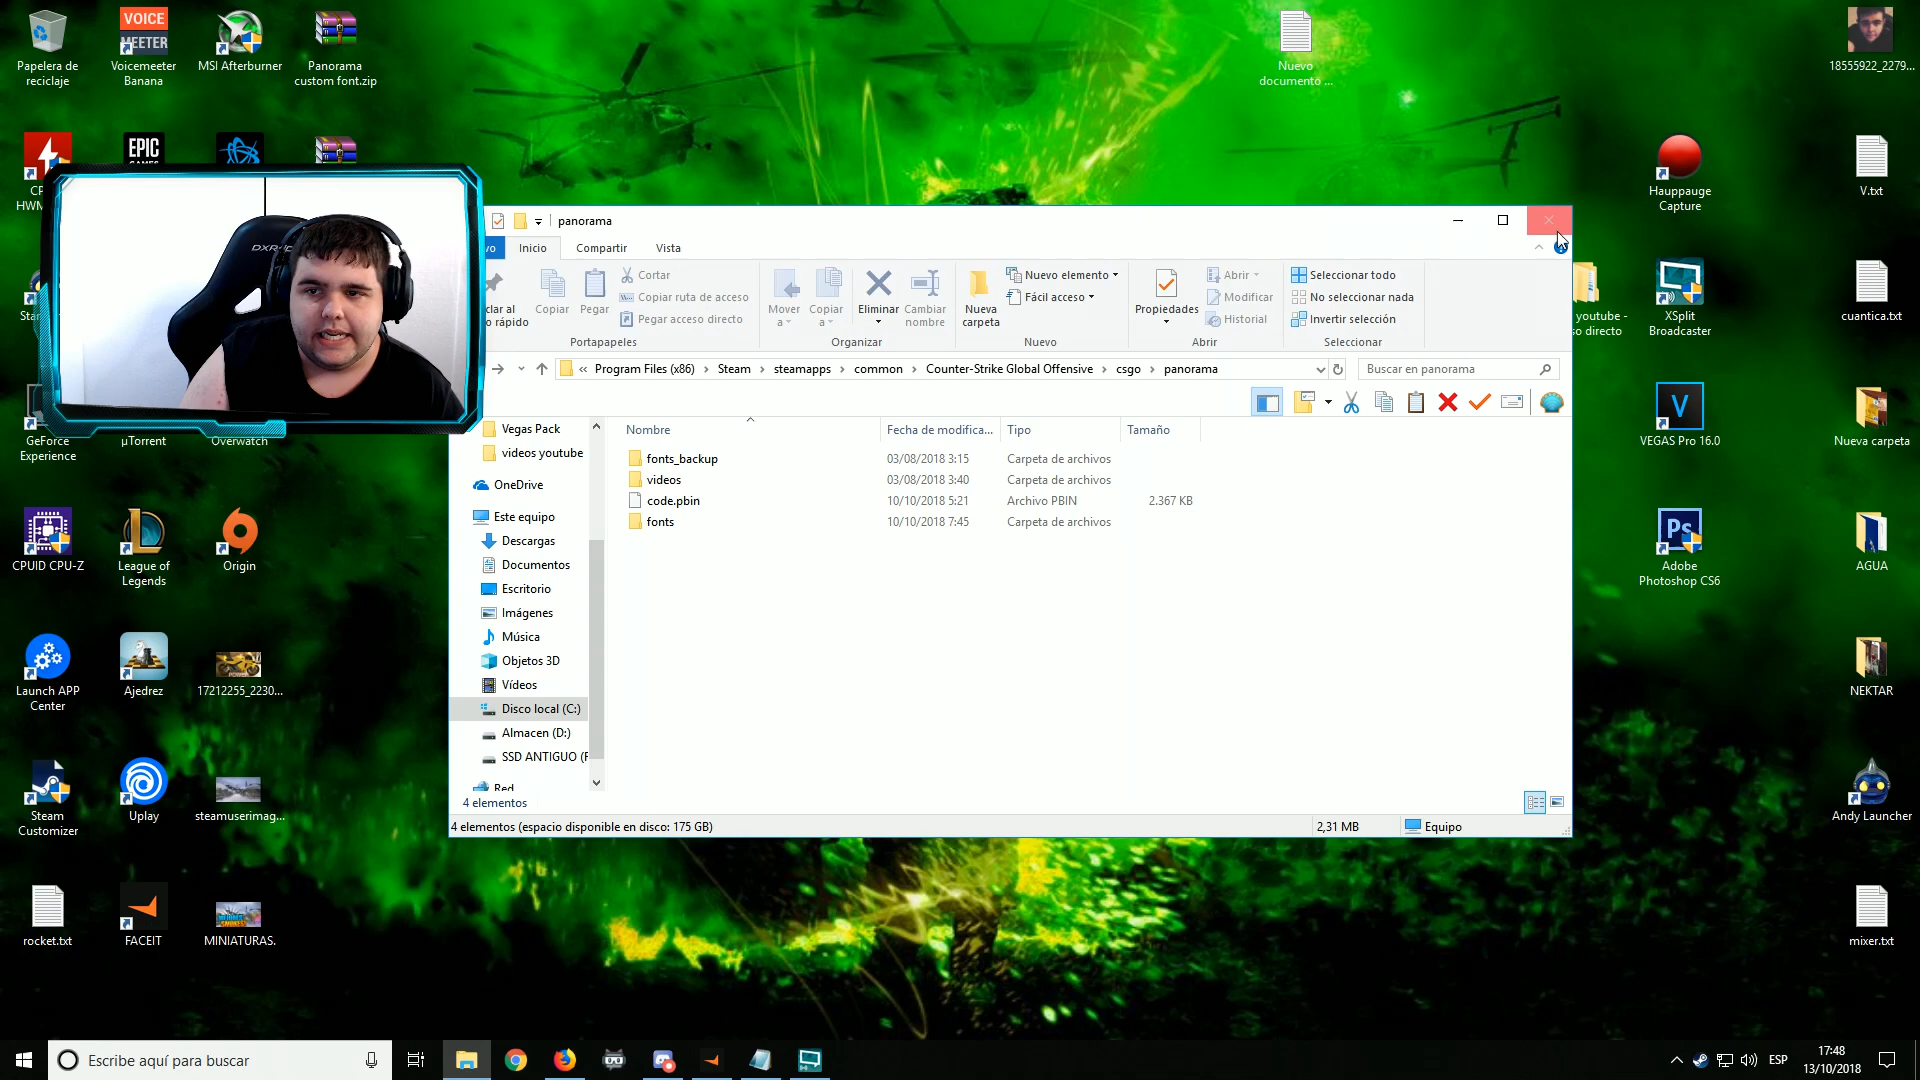 Papelera de
reciclaje
VOICE
MEETER
Voicemeeter
Banana
MSI Afterburner
Panorama
custom font.zip
Nuevo
documento ...
18555922_2279...
EPIC
GAMES
CP
HWM
DXR
Star
GeForce
Experience
µTorrent
Overwatch
CPUID CPU-Z
League of
Legends
Origin
Launch APP
Center
Ajedrez
17212255_2230...
Steam
Customizer
Uplay
steamuserimag...
rocket.txt
FACEIT
MINIATURAS.
panorama
vo
Inicio
Compartir
Vista
clar al
o rápido
Copiar
Pegar
Cortar
Copiar ruta de acceso
Pegar acceso directo
Portapapeles
Mover
a
Copiar
a
Eliminar
Cambiar
nombre
Organizar
Nueva
carpeta
Nuevo elemento
Fácil acceso
Nuevo
Propiedades
Abrir
Modificar
Historial
Abrir
Seleccionar todo
No seleccionar nada
Invertir selección
Seleccionar
« Program Files (x86) > Steam > steamapps > common > Counter-Strike Global Offensive > csgo > panorama
Buscar en panorama
Vegas Pack
videos youtube
OneDrive
Este equipo
Descargas
Documentos
Escritorio
Imágenes
Música
Objetos 3D
Vídeos
Disco local (C:)
Almacen (D:)
SSD ANTIGUO (F
Red
Nombre Fecha de modifica... Tipo Tamaño
fonts_backup 03/08/2018 3:15 Carpeta de archivos
videos 03/08/2018 3:40 Carpeta de archivos
code.pbin 10/10/2018 5:21 Archivo PBIN 2.367 KB
fonts 10/10/2018 7:45 Carpeta de archivos
4 elementos
4 elementos (espacio disponible en disco: 175 GB)
2,31 MB
Equipo
youtube -
so directo
Hauppauge
Capture
V.txt
XSplit
Broadcaster
cuantica.txt
V
VEGAS Pro 16.0
Nueva carpeta
Ps
Adobe
Photoshop CS6
AGUA
NEKTAR
Andy Launcher
mixer.txt
Escribe aquí para buscar
ESP
17:48
13/10/2018